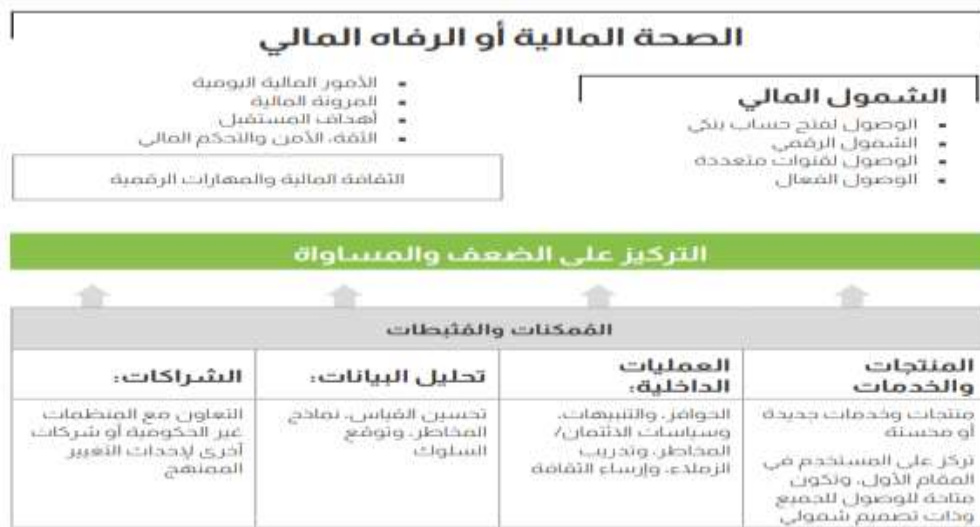 الصحة المالية أو الرفاه المالي
الشمول المالي
▪ الوصول لفتح حساب بنكي
▪ الشمول الرقمي
▪ الوصول لقنوات متعددة
▪ الوصول الفعال
▪ الأمور المالية اليومية
▪ المرونة المالية
▪ أهداف المستقبل
▪ الثقة، الأمن والتحكم المالي
الثقافة المالية والمهارات الرقمية
التركيز على الضعف والمساواة
المُمكنات والمُثبطات
المنتجات
والخدمات
منتجات وخدمات جديدة
أو محسنة
تركز على المستخدم في
المقام الأول، وتكون
متاحة للوصول للجميع
وذات تصميم شمولي
العمليات
الداخلية:
الحوافز، والتنبيهات،
وسياسات الائتمان/
المخاطر، وتدريب
الزملاء، وإرساء الثقافة
تحليل البيانات:
تحسين القياس، نماذج
المخاطر، وتوقع
السلوك
الشراكات:
التعاون مع المنظمات
غير الحكومية أو شركات
أخرى لإحداث التغيير
الممنهج